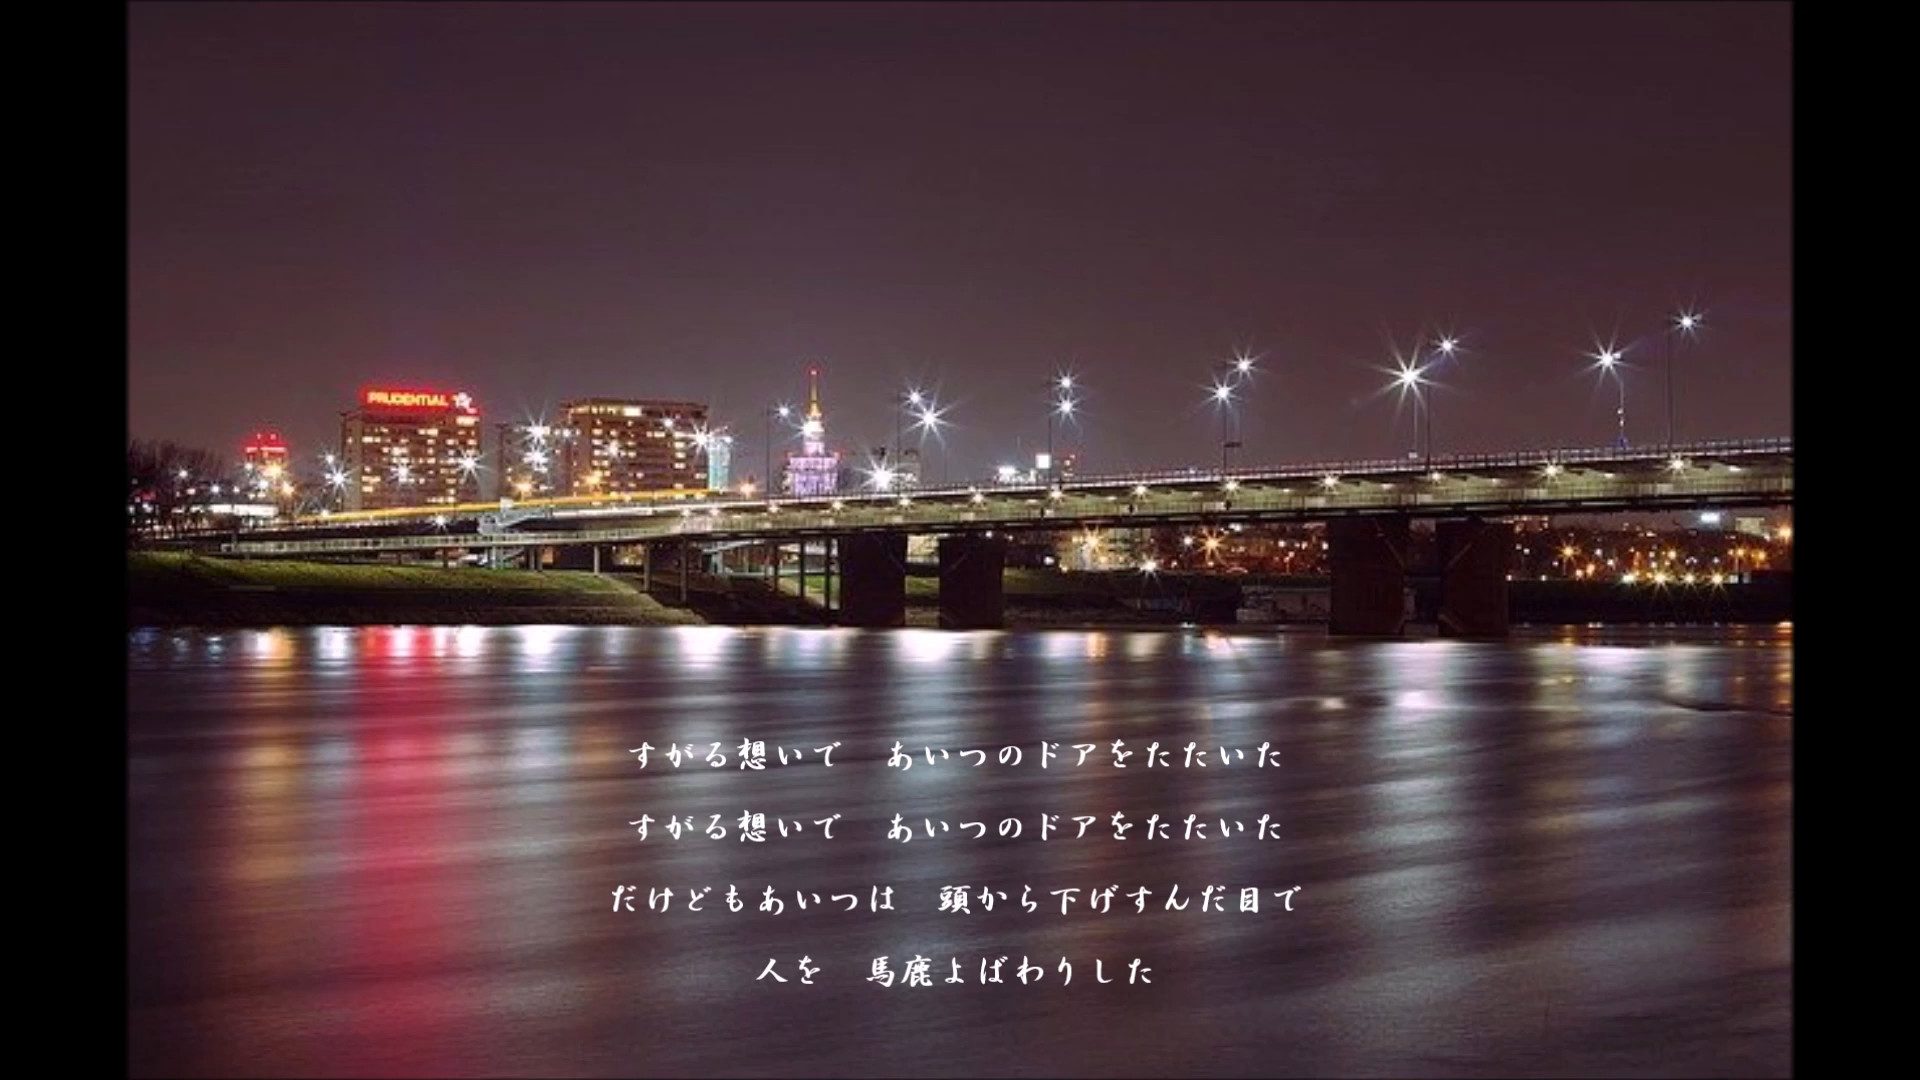 PRUDENTIAL
すがる想いで　あいつのドアをたたいた
すがる想いで　あいつのドアをたたいた
だけどもあいつは　頭から下げすんだ目で
人を　馬鹿よばわりした